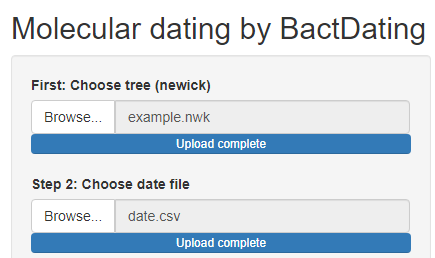 Molecular dating by BactDating
First: Choose tree (newick)
Browse... example.nwk
Upload complete
Step 2: Choose date file
Browse... date.csv
Upload complete